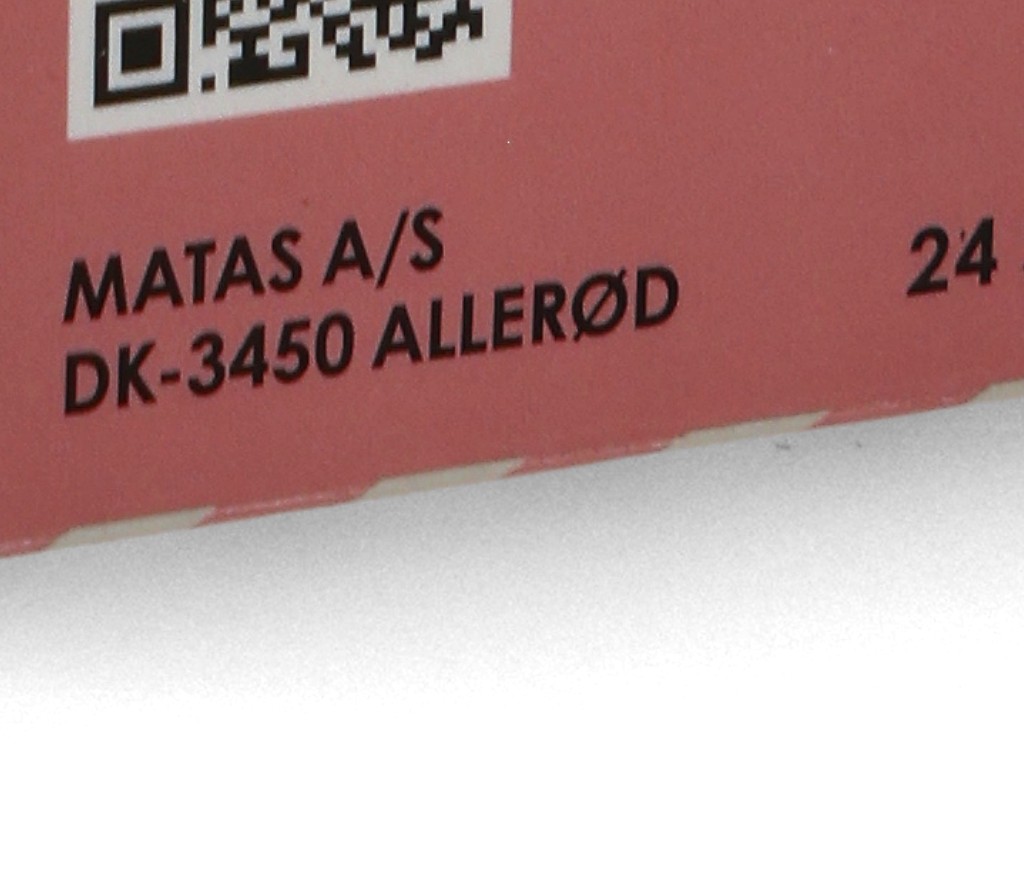 MATAS A/S
DK-3450 ALLERØD
24